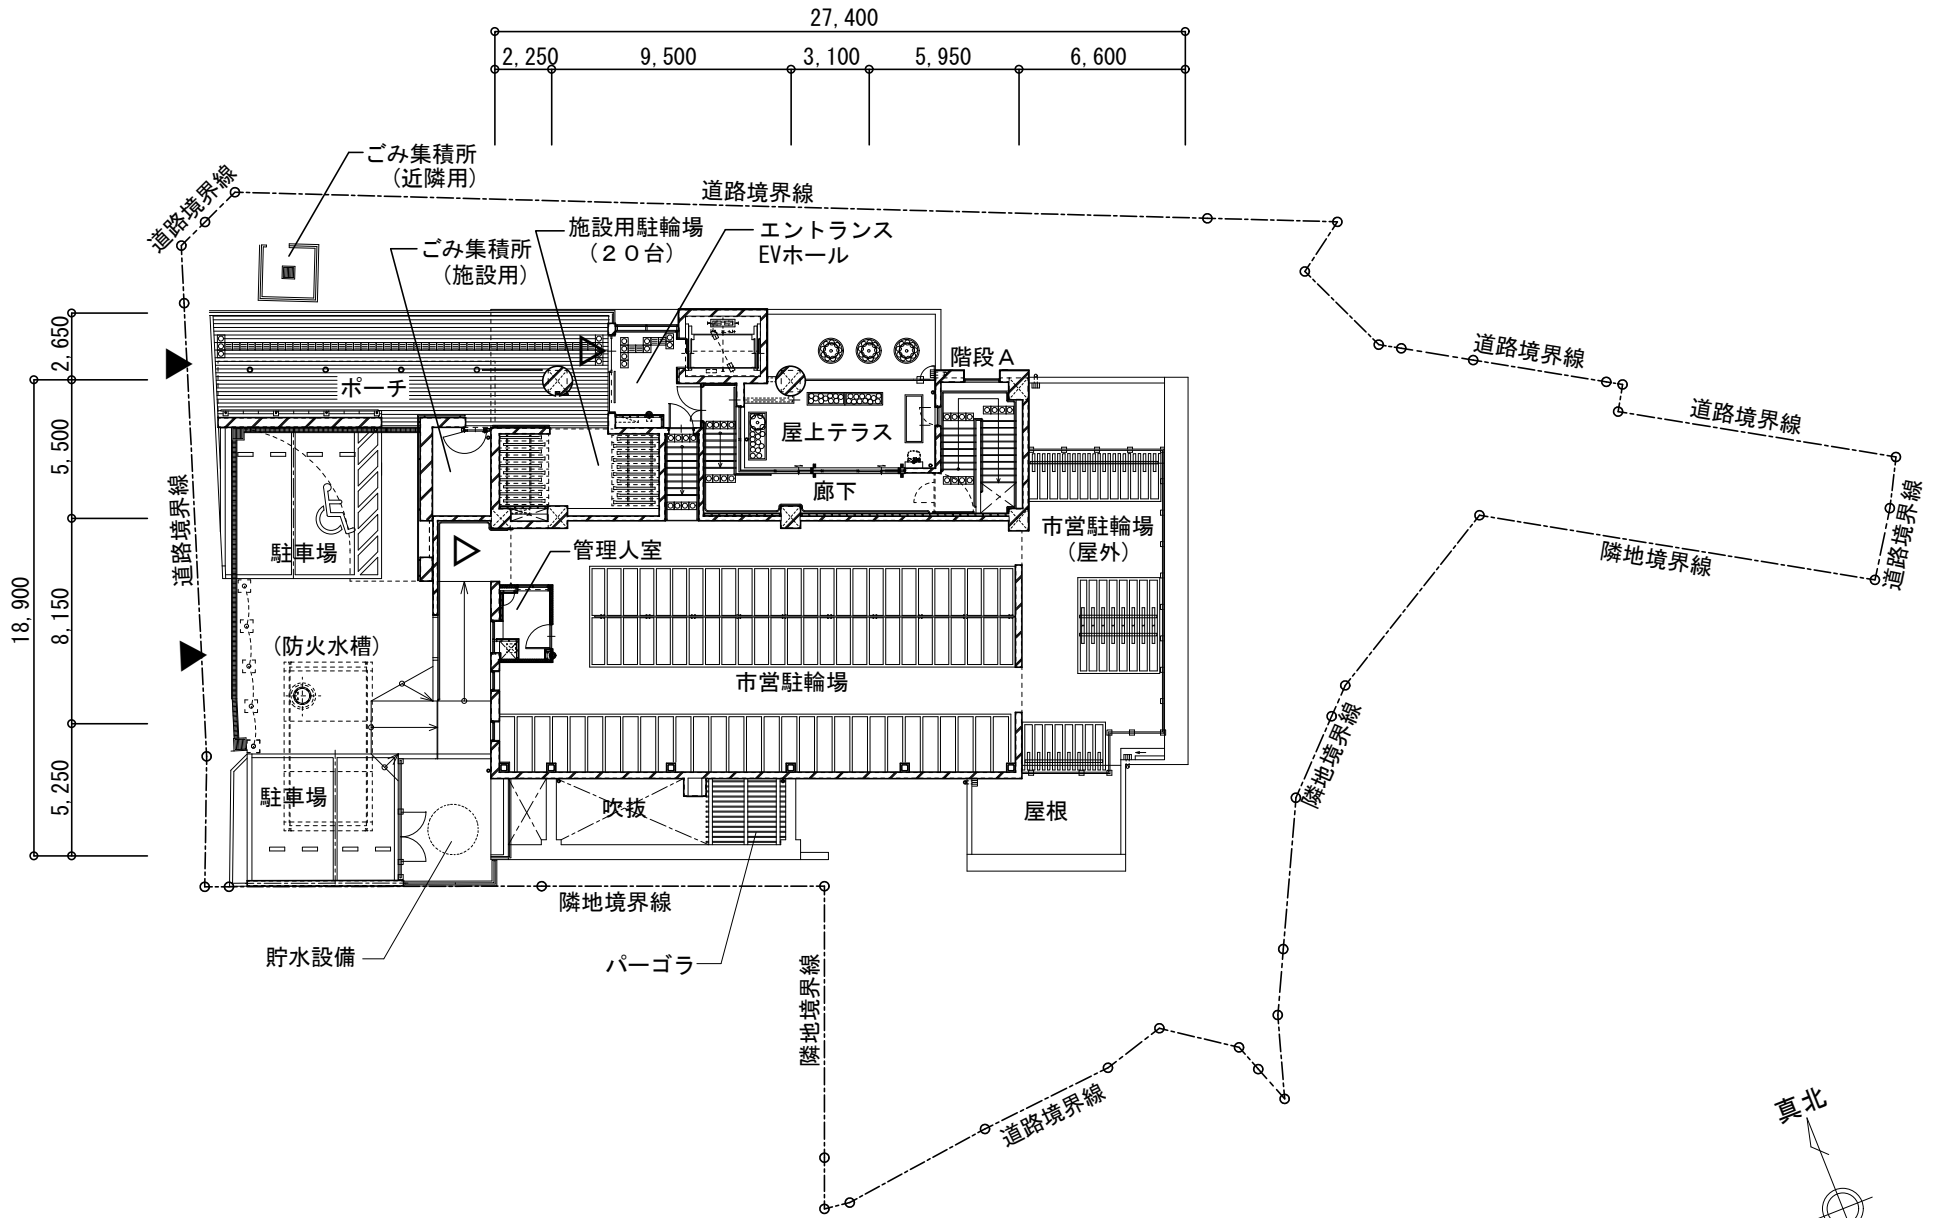 27,400
2,250
9,500
3,100
5,950
6,600
ごみ集積所
(近隣用)
道路境界線
道路境界線
施設用駐輪場
(20台)
エントランス
EVホール
ごみ集積所
(施設用)
道路境界線
階段A
2,650
ポーチ
道路境界線
屋上テラス
5,500
廊下
道路境界線
道路境界線
市営駐輪場
(屋外)
駐車場
管理人室
隣地境界線
18,900
8,150
(防火水槽)
市営駐輪場
隣地境界線
5,250
駐車場
吹抜
屋根
隣地境界線
貯水設備
パーゴラ
隣地境界線
道路境界線
真北